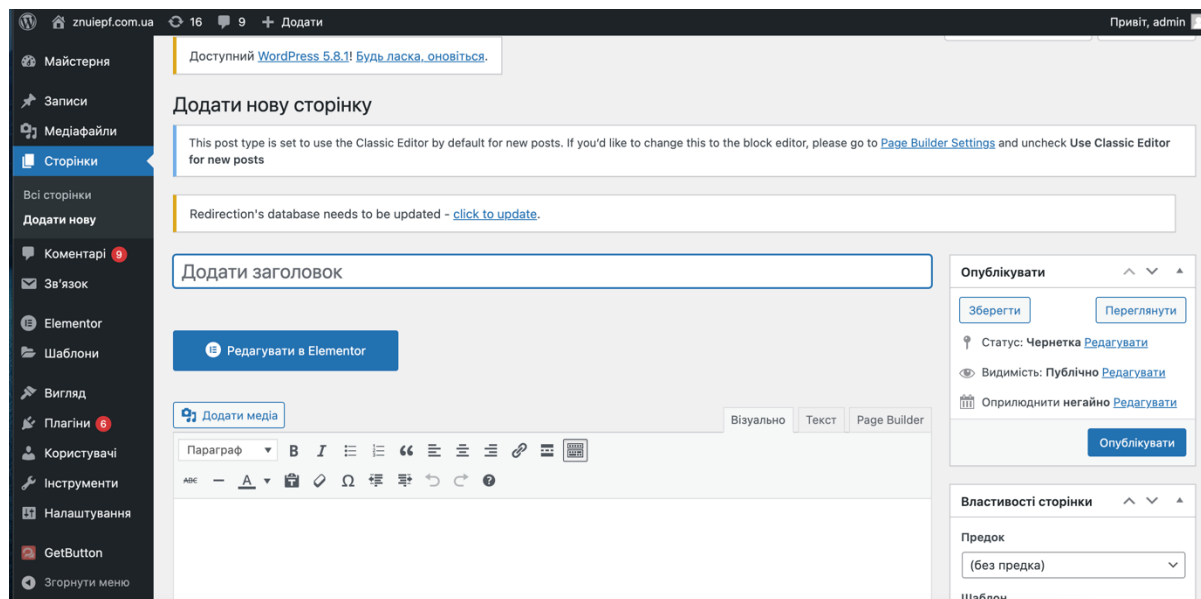 znuiepf.com.ua 16 9 + Додати Привіт, admin
Майстерня
Записи
Медіафайли
Сторінки
Всі сторінки
Додати нову
Коментарі 9
Зв'язок
Elementor
Шаблони
Вигляд
Плагіни 6
Користувачі
Інструменти
Налаштування
GetButton
Згорнути меню
Доступний WordPress 5.8.1! Будь ласка, оновіться.
Додати нову сторінку
This post type is set to use the Classic Editor by default for new posts. If you'd like to change this to the block editor, please go to Page Builder Settings and uncheck Use Classic Editor
for new posts
Redirection's database needs to be updated - click to update.
Додати заголовок
Редагувати в Elementor
Додати медіа
Візуально Текст Page Builder
Параграф B I
ABC A Ω
Опублікувати
Зберегти Переглянути
Статус: Чернетка Редагувати
Видимість: Публічно Редагувати
Оприлюднити негайно Редагувати
Опублікувати
Властивості сторінки
Предок
(без предка)
Шаблон